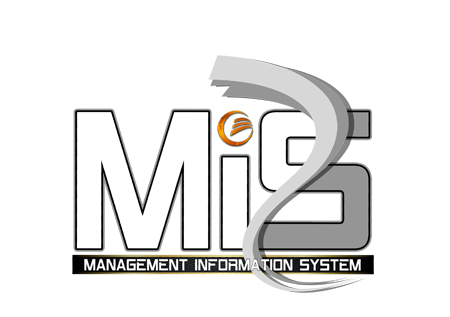 MiS
MANAGEMENT INFORMATION SYSTEM